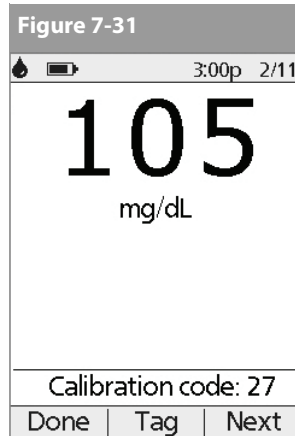 Figure 7-31
3:00p 2/11
105
mg/dL
Calibration code: 27
Done | Tag | Next